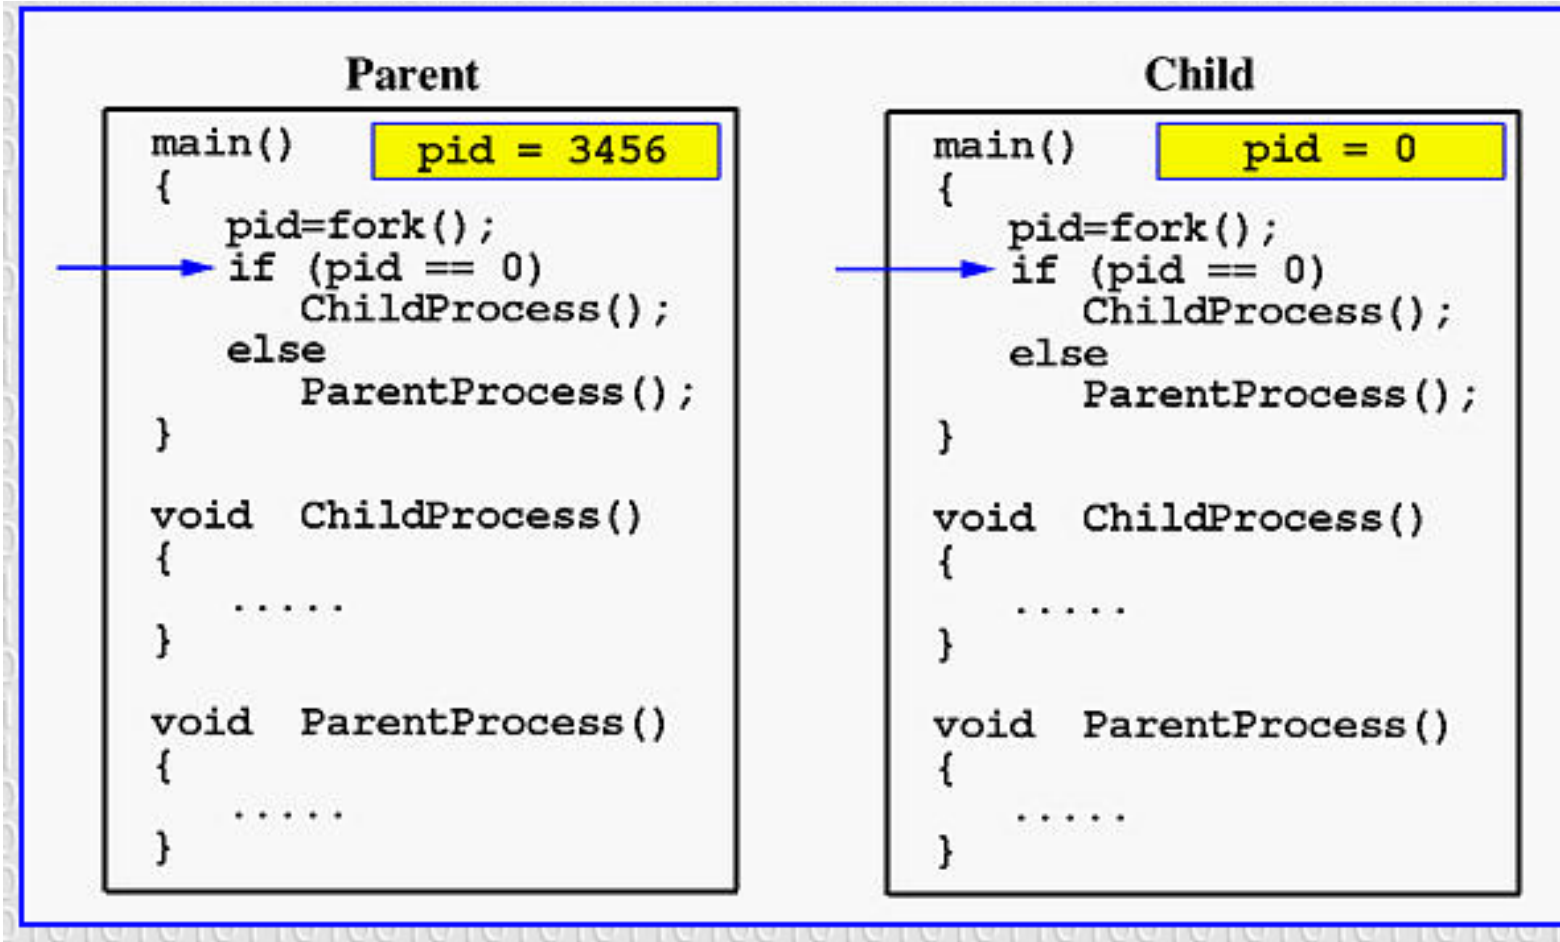 Parent
main()
pid = 3456
{
pid=fork();
if (pid == 0)
ChildProcess();
else
ParentProcess();
}
void ChildProcess()
{
.....
}
void ParentProcess()
{
.....
}
Child
main()
pid = 0
{
pid=fork();
if (pid == 0)
ChildProcess();
else
ParentProcess();
}
void ChildProcess()
{
.....
}
void ParentProcess()
{
.....
}